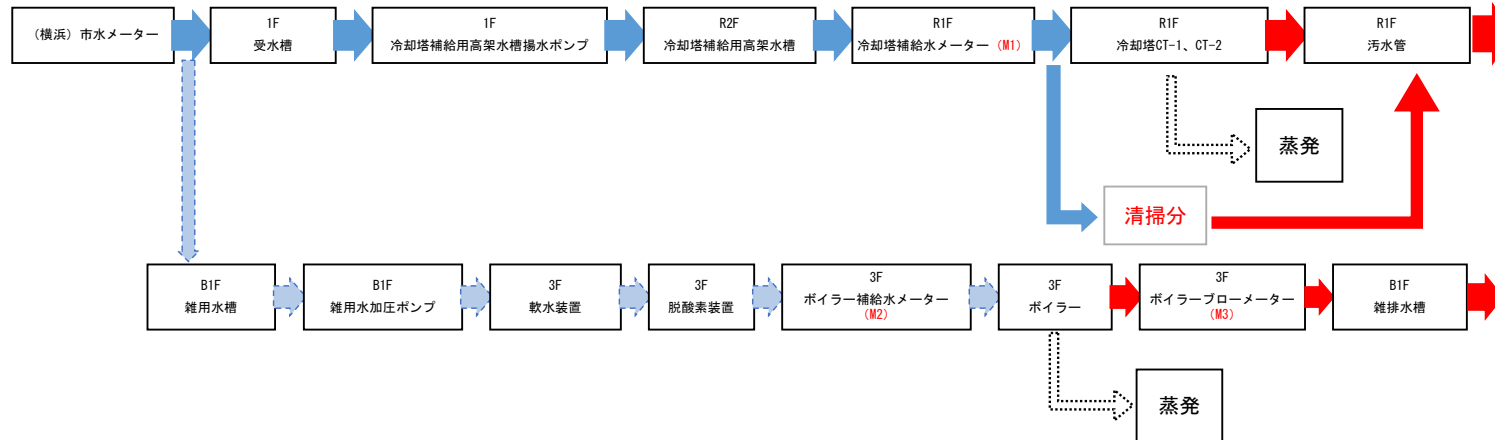 （横浜）市水メーター
1F
受水槽
1F
冷却塔補給用高架水槽揚水ポンプ
R2F
冷却塔補給用高架水槽
R1F
冷却塔補給水メーター（M1）
R1F
冷却塔CT-1、CT-2
R1F
汚水管
蒸発
清掃分
B1F
雑用水槽
B1F
雑用水加圧ポンプ
3F
軟水装置
3F
脱酸素装置
3F
ボイラー補給水メーター
（M2）
3F
ボイラー
3F
ボイラーブローメーター
（M3）
B1F
雑排水槽
蒸発